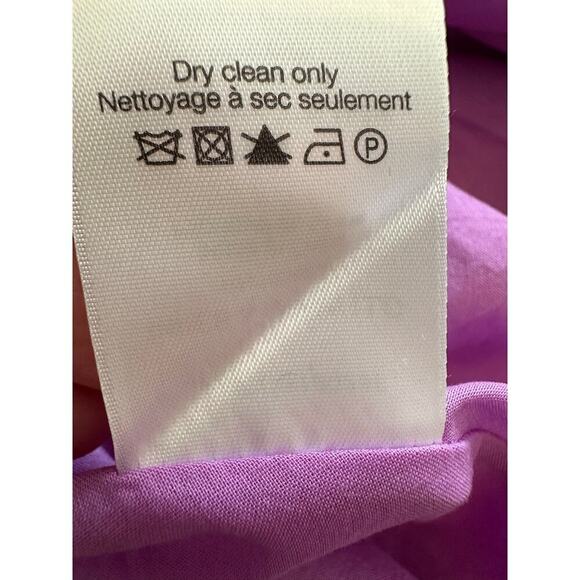 Dry clean only
Nettoyage à sec seulement
P